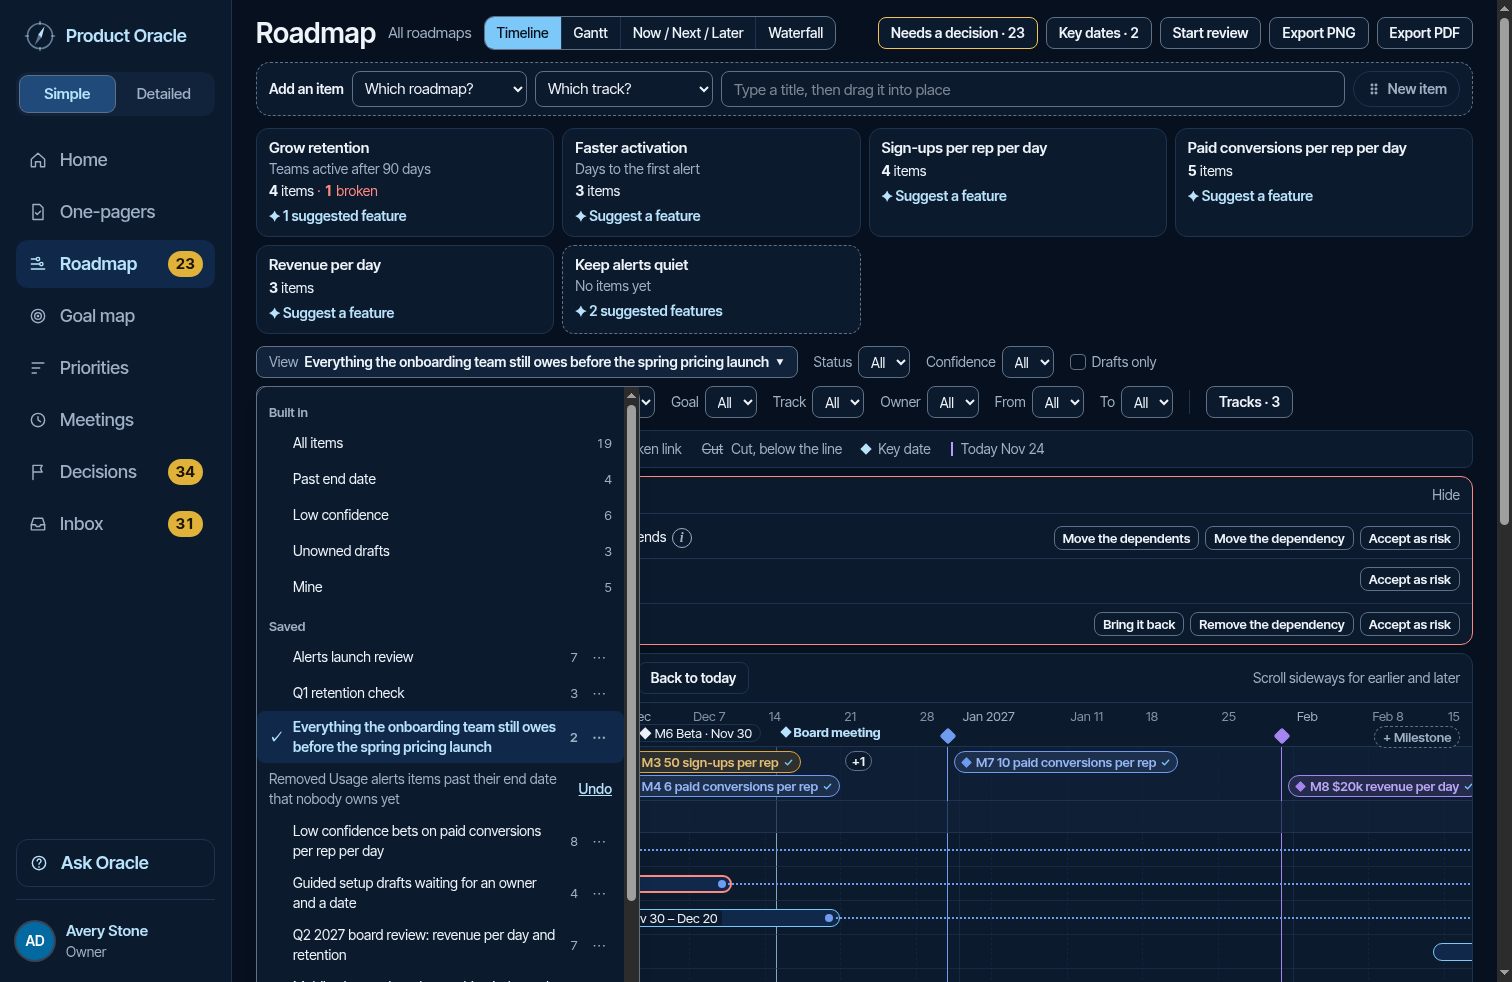 Product Oracle
Simple
Detailed
Home
One-pagers
Roadmap
23
Goal map
Priorities
Meetings
Decisions
34
Inbox
31
Ask Oracle
AD
Avery Stone
Owner
Roadmap
All roadmaps
Timeline
Gantt
Now / Next / Later
Waterfall
Needs a decision · 23
Key dates · 2
Start review
Export PNG
Export PDF
Add an item
Which roadmap?
Which track?
Type a title, then drag it into place
New item
Grow retention
Teams active after 90 days
4 items · 1 broken
1 suggested feature
Faster activation
Days to the first alert
3 items
Suggest a feature
Sign-ups per rep per day
4 items
Suggest a feature
Paid conversions per rep per day
5 items
Suggest a feature
Revenue per day
3 items
Suggest a feature
Keep alerts quiet
No items yet
2 suggested features
View Everything the onboarding team still owes before the spring pricing launch
Status
All
Confidence
All
Drafts only
Goal
All
Track
All
Owner
All
From
All
To
All
Tracks · 3
Built in
All items
19
Past end date
4
Low confidence
6
Unowned drafts
3
Mine
5
Saved
Alerts launch review
7
Q1 retention check
3
Everything the onboarding team still owes
before the spring pricing launch
2
Removed Usage alerts items past their end date
that nobody owns yet
Undo
Low confidence bets on paid conversions
per rep per day
8
Guided setup drafts waiting for an owner
and a date
4
Q2 2027 board review: revenue per day and
retention
7
ken link
Cut
Cut, below the line
Key date
Today Nov 24
Hide
ends
i
Move the dependents
Move the dependency
Accept as risk
Accept as risk
Bring it back
Remove the dependency
Accept as risk
Back to today
Scroll sideways for earlier and later
ec
Dec 7
14
21
28
Jan 2027
Jan 11
18
25
Feb
Feb 8
15
M6 Beta · Nov 30
Board meeting
+ Milestone
M3 50 sign-ups per rep
+1
M7 10 paid conversions per rep
M4 6 paid conversions per rep
M8 $20k revenue per day
v 30 – Dec 20